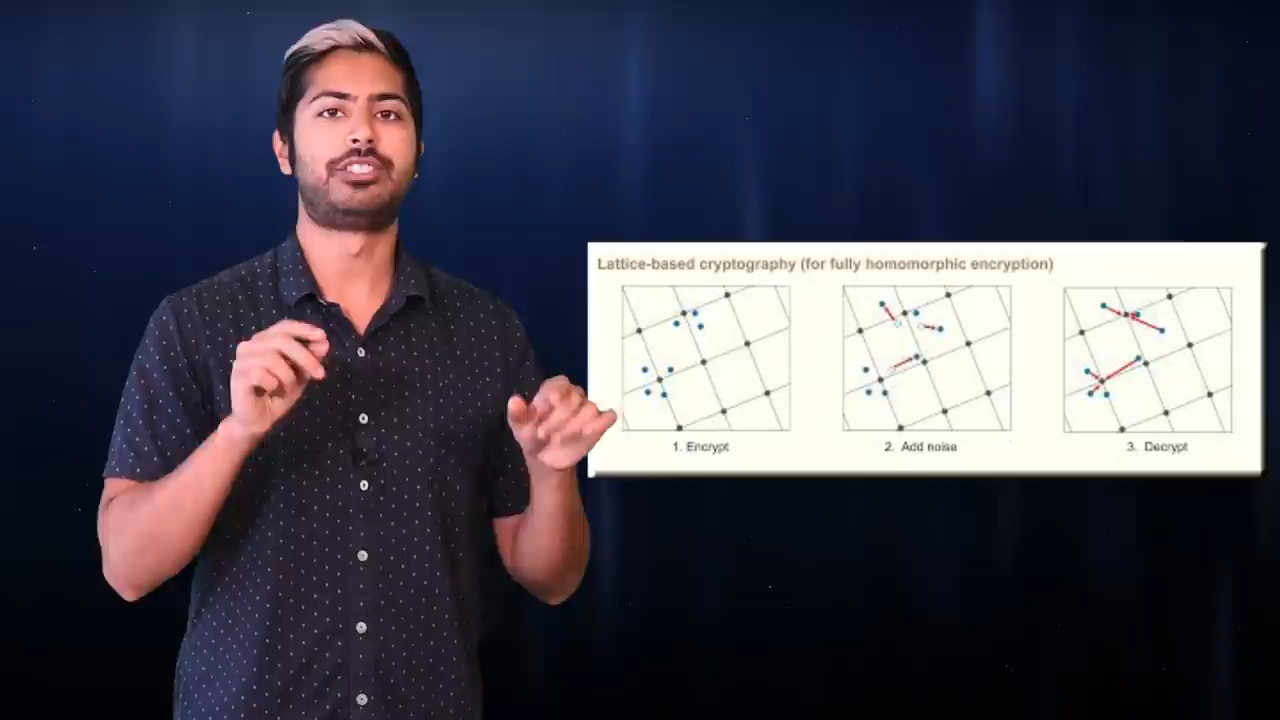 Lattice-based cryptography (for fully homomorphic encryption)
1. Encrypt
2. Add noise
3. Decrypt